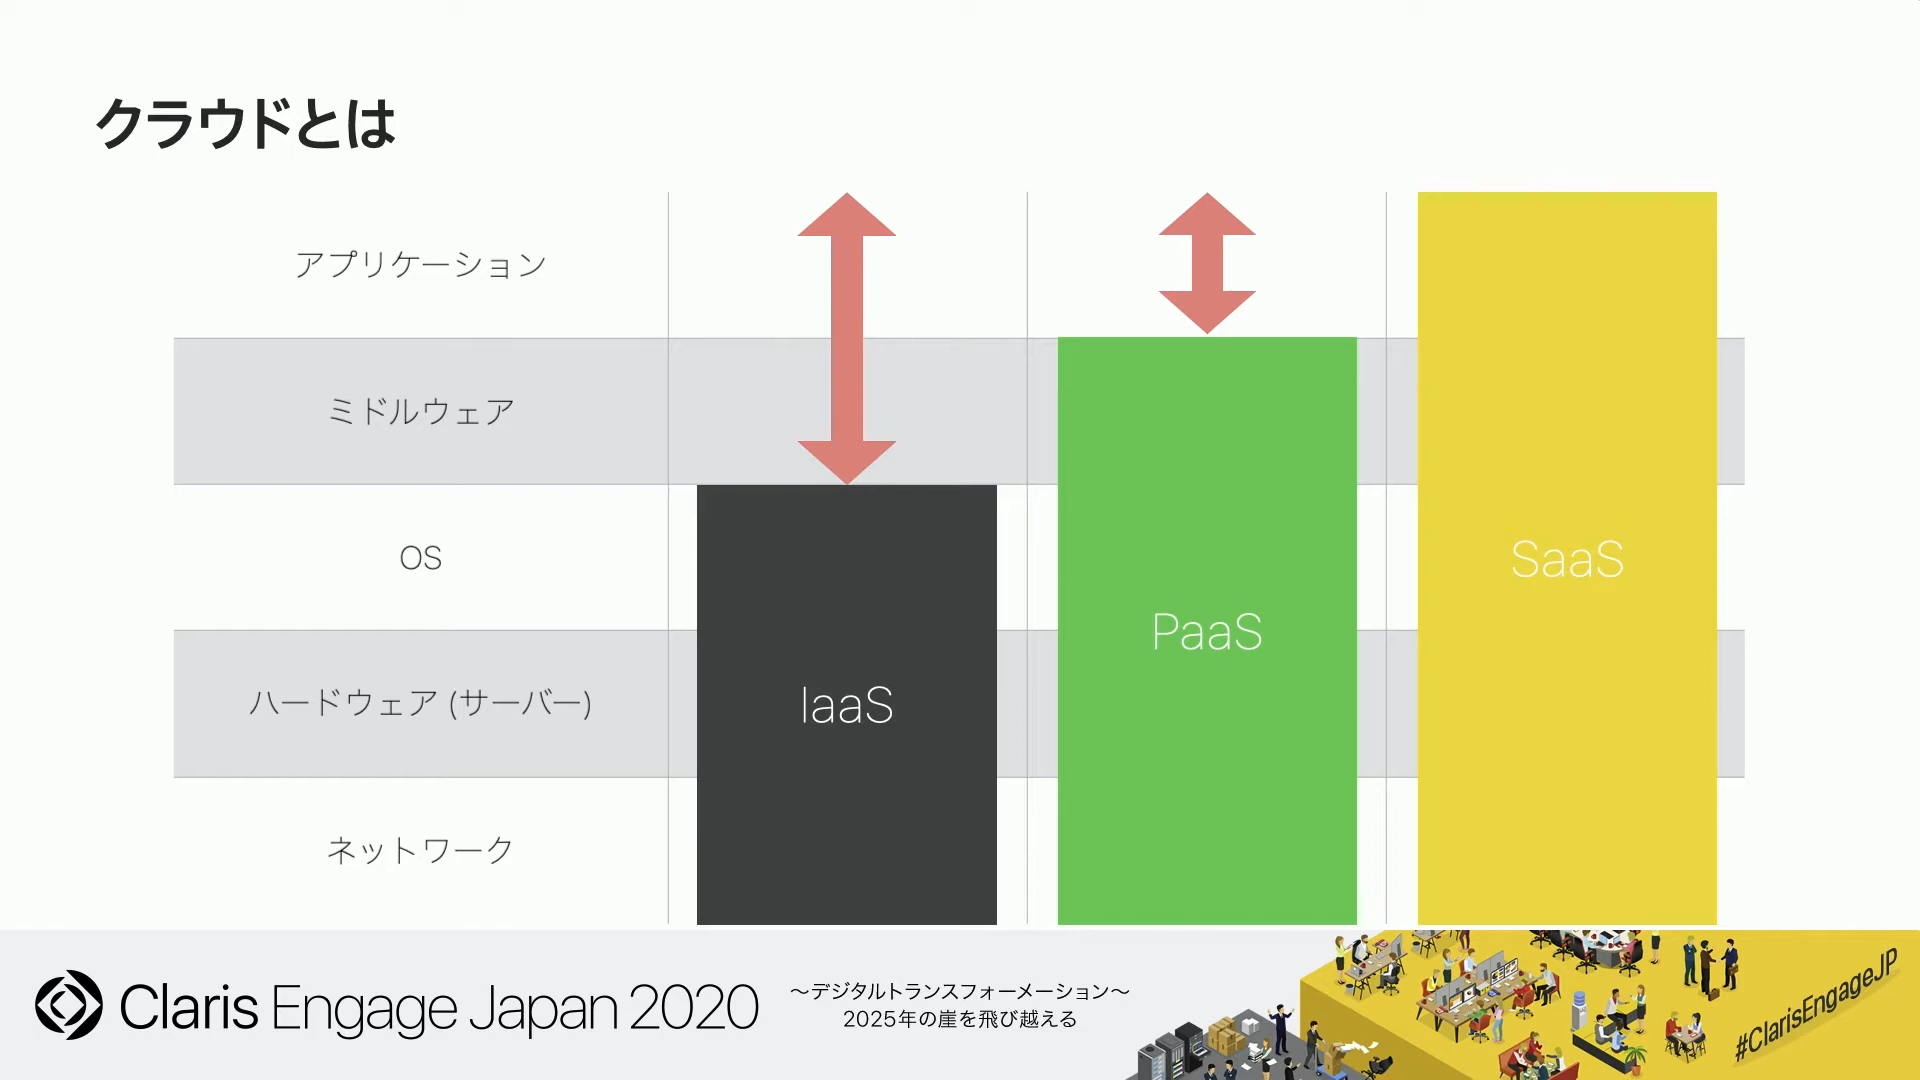 クラウドとは
アプリケーション
ミドルウェア
OS
ハードウェア (サーバー)
ネットワーク
IaaS
PaaS
SaaS
Claris Engage Japan 2020
〜デジタルトランスフォーメーション〜
2025年の崖を飛び越える
#ClarisEngageJP